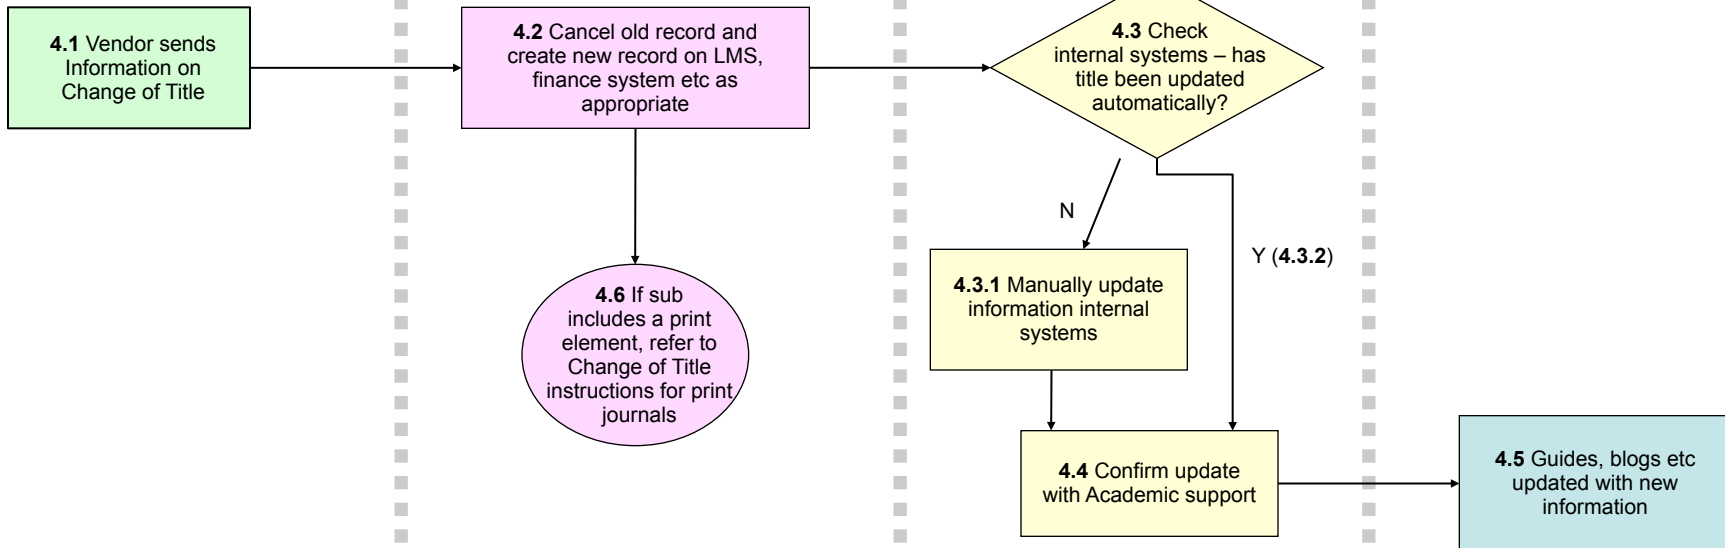 4.1 Vendor sends
Information on
Change of Title
4.2 Cancel old record and
create new record on LMS,
finance system etc as
appropriate
4.3 Check
internal systems – has
title been updated
automatically?
N
Y (4.3.2)
4.6 If sub
includes a print
element, refer to
Change of Title
instructions for print
journals
4.3.1 Manually update
information internal
systems
4.4 Confirm update
with Academic support
4.5 Guides, blogs etc
updated with new
information